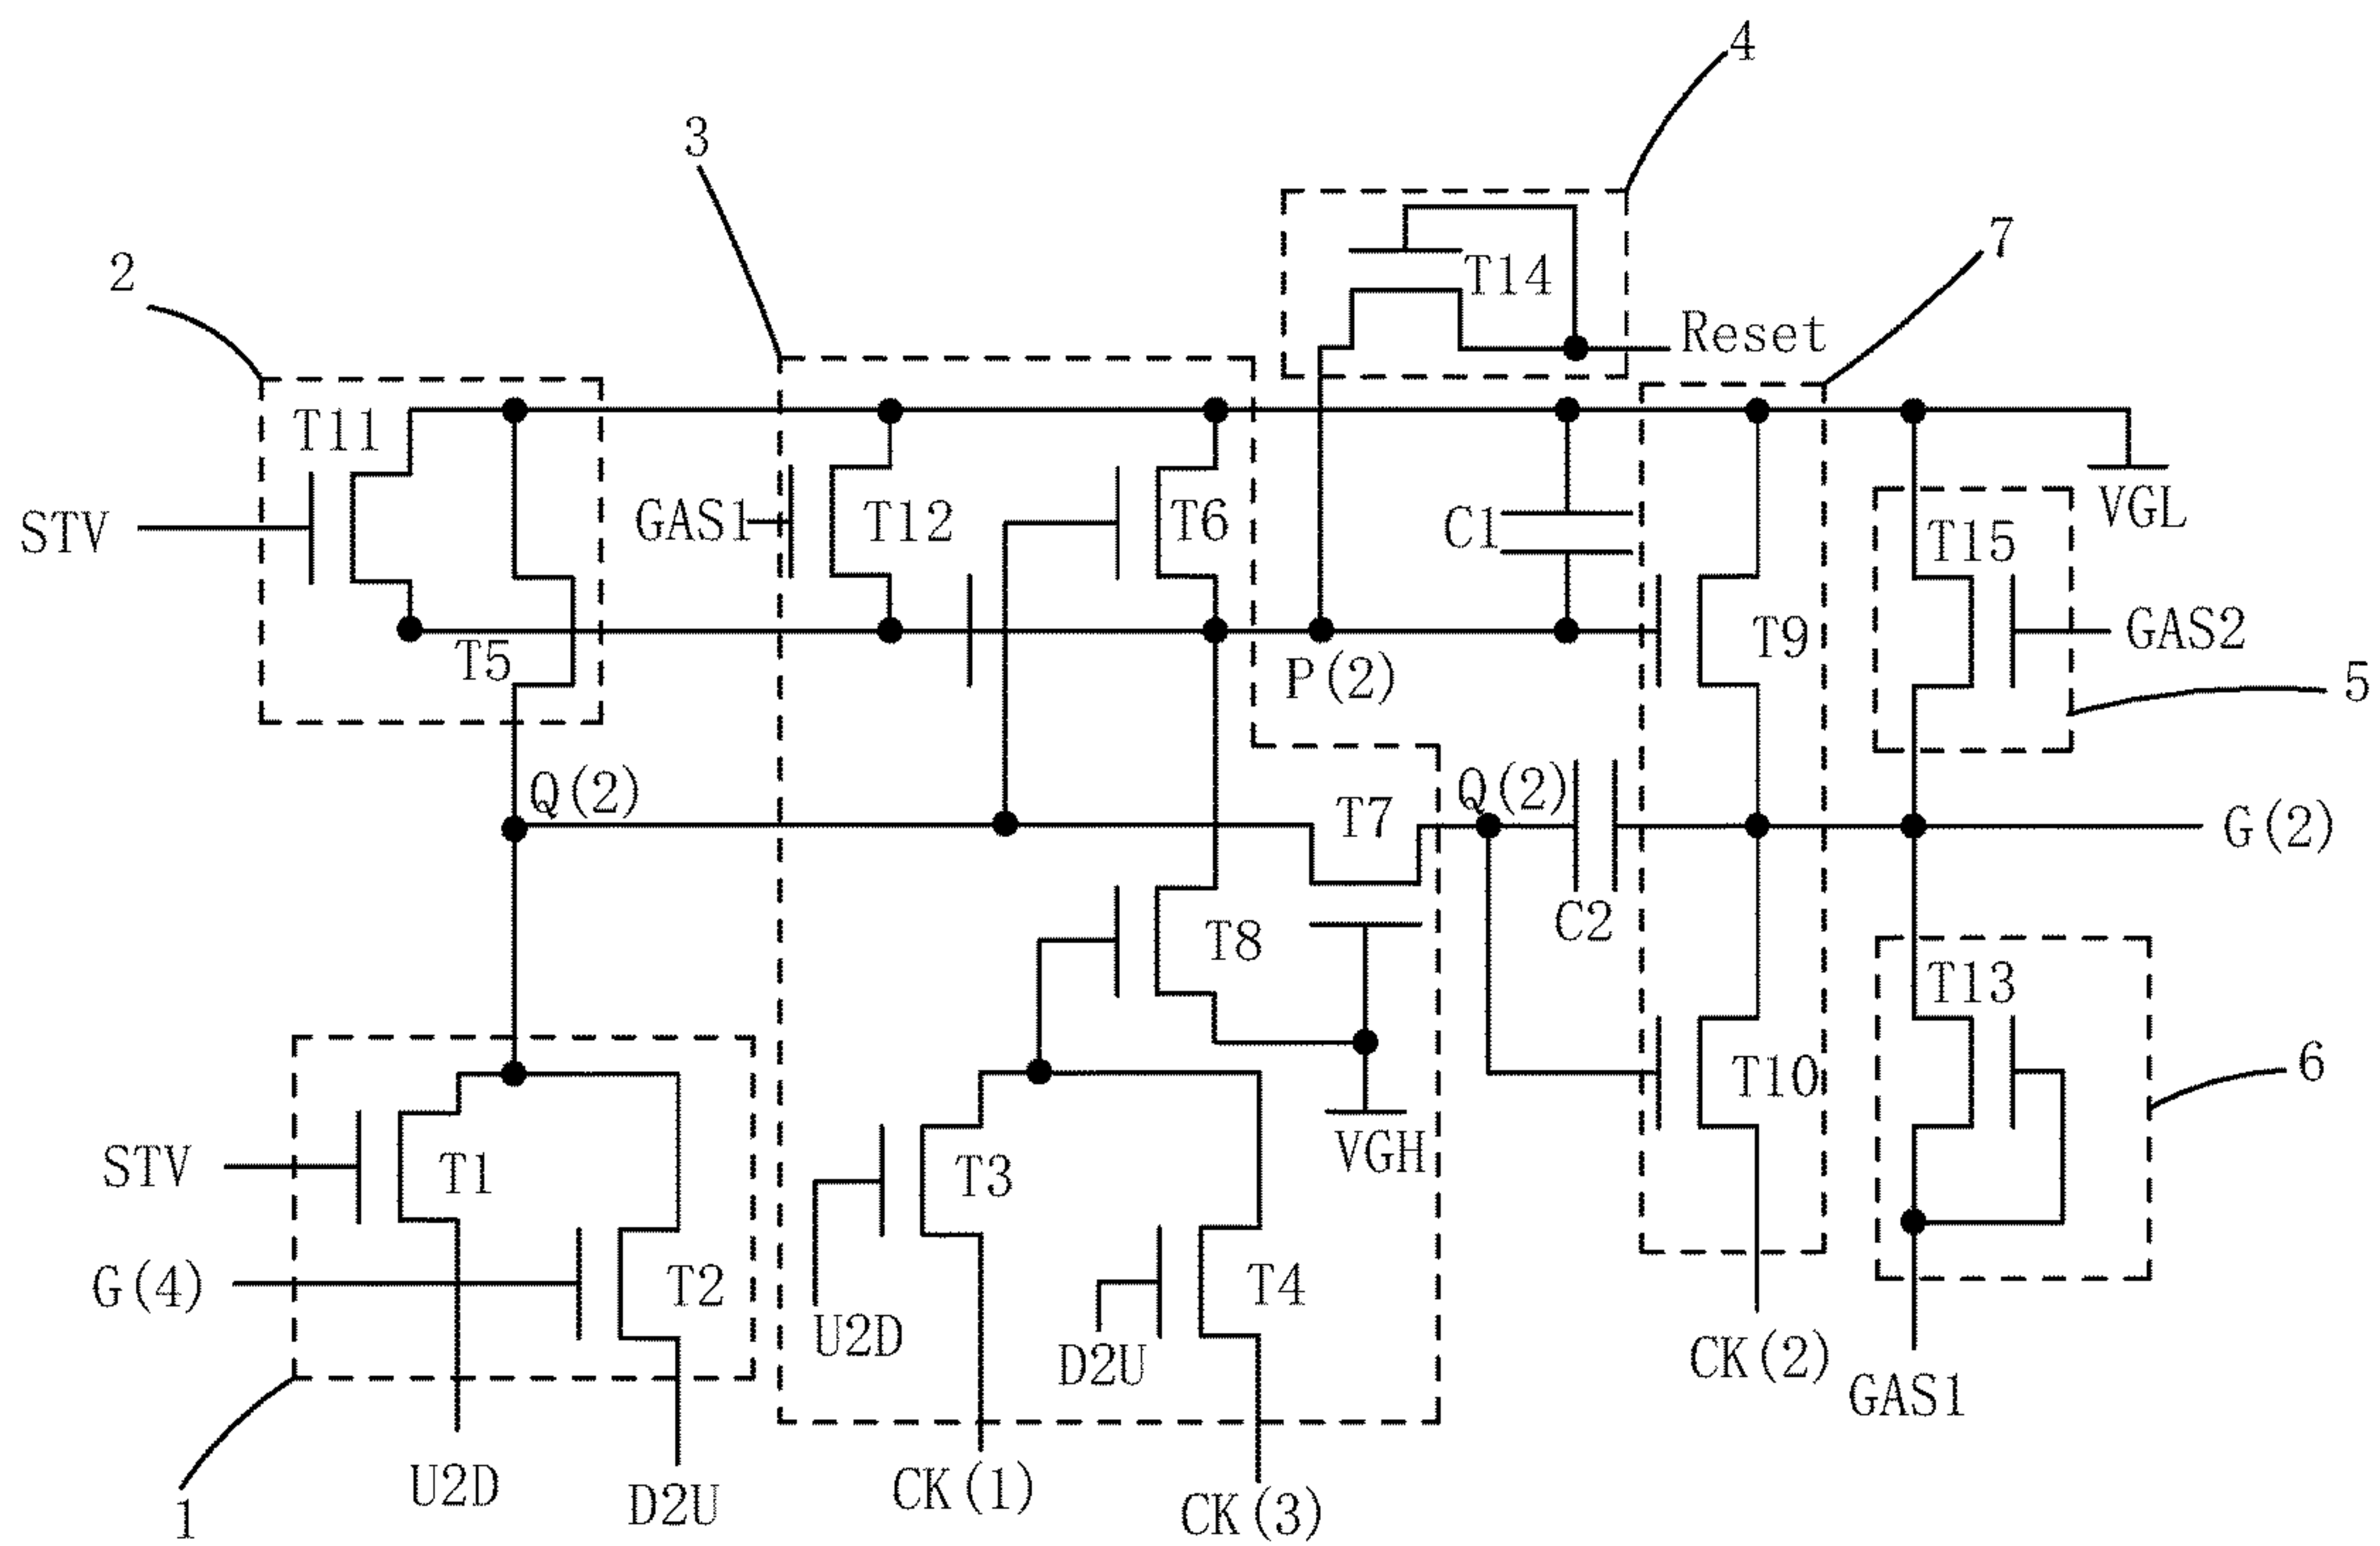 4
3
7
2
T14
Reset
T11
STV
GAS1
T12
T6
C1
VGL
T15
T5
T9
GAS2
P(2)
5
Q(2)
T7
Q(2)
G(2)
C2
T8
T13
STV
T1
T3
VGH
T10
6
G(4)
T2
U2D
T4
D2U
CK(2)
GAS1
1
U2D
D2U
CK(1)
CK(3)